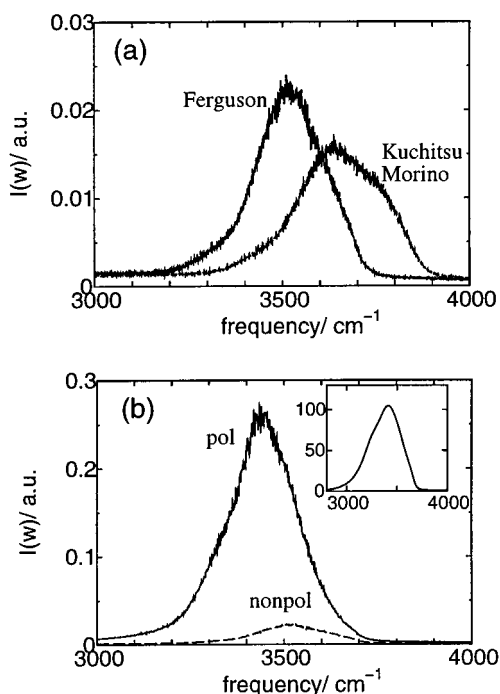 (a)
0.03
0.02
0.01
0
I(w)/ a.u.
Ferguson
Kuchitsu
Morino
3000
3500
4000
frequency/ cm⁻¹
(b)
0.3
0.2
0.1
0
I(w)/ a.u.
pol
nonpol
100
50
0
3000
4000
3000
3500
4000
frequency/ cm⁻¹